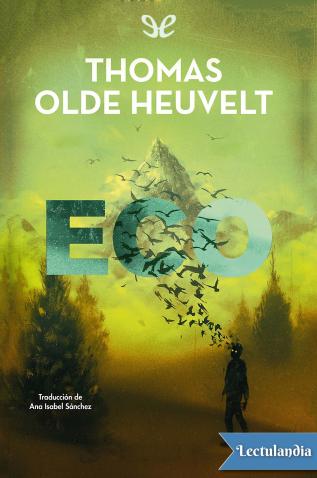 THOMAS
OLDE HEUVELT
ECO
Traducción de
Ana Isabel Sánchez
Lectulandia